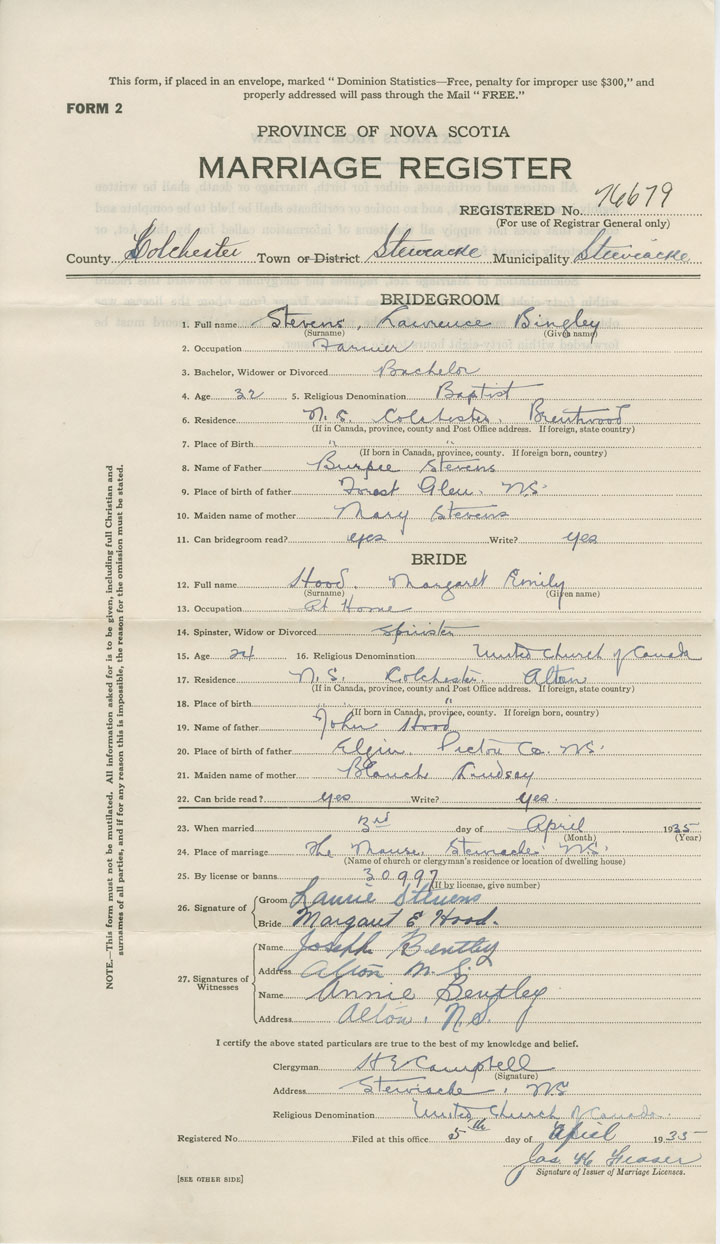 This form, if placed in an envelope, marked “ Dominion Statistics—Free, penalty for improper use $300,” and
properly addressed will pass through the Mail “ FREE.”
FORM 2
PROVINCE OF NOVA SCOTIA
MARRIAGE REGISTER
REGISTERED No. 76679
(For use of Registrar General only)
County Colchester Town or District Stewiacke Municipality Stewiacke
BRIDEGROOM
1. Full name Stevens, Lawrence Bingley
(Surname) (Given name)
2. Occupation Farmer
3. Bachelor, Widower or Divorced Bachelor
4. Age 32 5. Religious Denomination Baptist
6. Residence N.S. Colchester. Brentwood
(If in Canada, province, county and Post Office address. If foreign, state country)
7. Place of Birth " "
(If born in Canada, province, county. If foreign born, country)
8. Name of Father Burpee Stevens
9. Place of birth of father Forest Glen. NS.
10. Maiden name of mother Mary Stevens
11. Can bridegroom read? yes Write? yes
BRIDE
12. Full name Hood. Margaret Emily
(Surname) (Given name)
13. Occupation At Home
14. Spinster, Widow or Divorced Spinster
15. Age 24 16. Religious Denomination United Church of Canada
17. Residence N.S. Colchester. Alton
(If in Canada, province, county and Post Office address. If foreign, state country)
18. Place of birth " "
(If born in Canada, province, county. If foreign born, country)
19. Name of father John Hood
20. Place of birth of father Elgin. Pictou Co. NS.
21. Maiden name of mother Blanch Lindsay
22. Can bride read? yes Write? yes.
23. When married 3rd day of April 1935
(Month) (Year)
24. Place of marriage The Manse, Stewiacke NS.
(Name of church or clergyman's residence or location of dwelling house)
25. By license or banns 30997
(If by license, give number)
26. Signature of Groom Laurie Stevens
Bride Margaret E Hood.
27. Signatures of Witnesses
Name Joseph Bentley
Address Alton N.S.
Name Annie Bentley
Address Alton, N.S.
I certify the above stated particulars are true to the best of my knowledge and belief.
Clergyman H E Campbell
(Signature)
Address Stewiacke, NS
Religious Denomination United Church of Canada.
Registered No. Filed at this office 5th day of April 1935
Jas H Fraser
Signature of Issuer of Marriage Licenses.
[SEE OTHER SIDE]
NOTE.—This form must not be mutilated. All information asked for is to be given, including full Christian and
surnames of all parties, and if for any reason this is impossible, the reason for the omission must be stated.